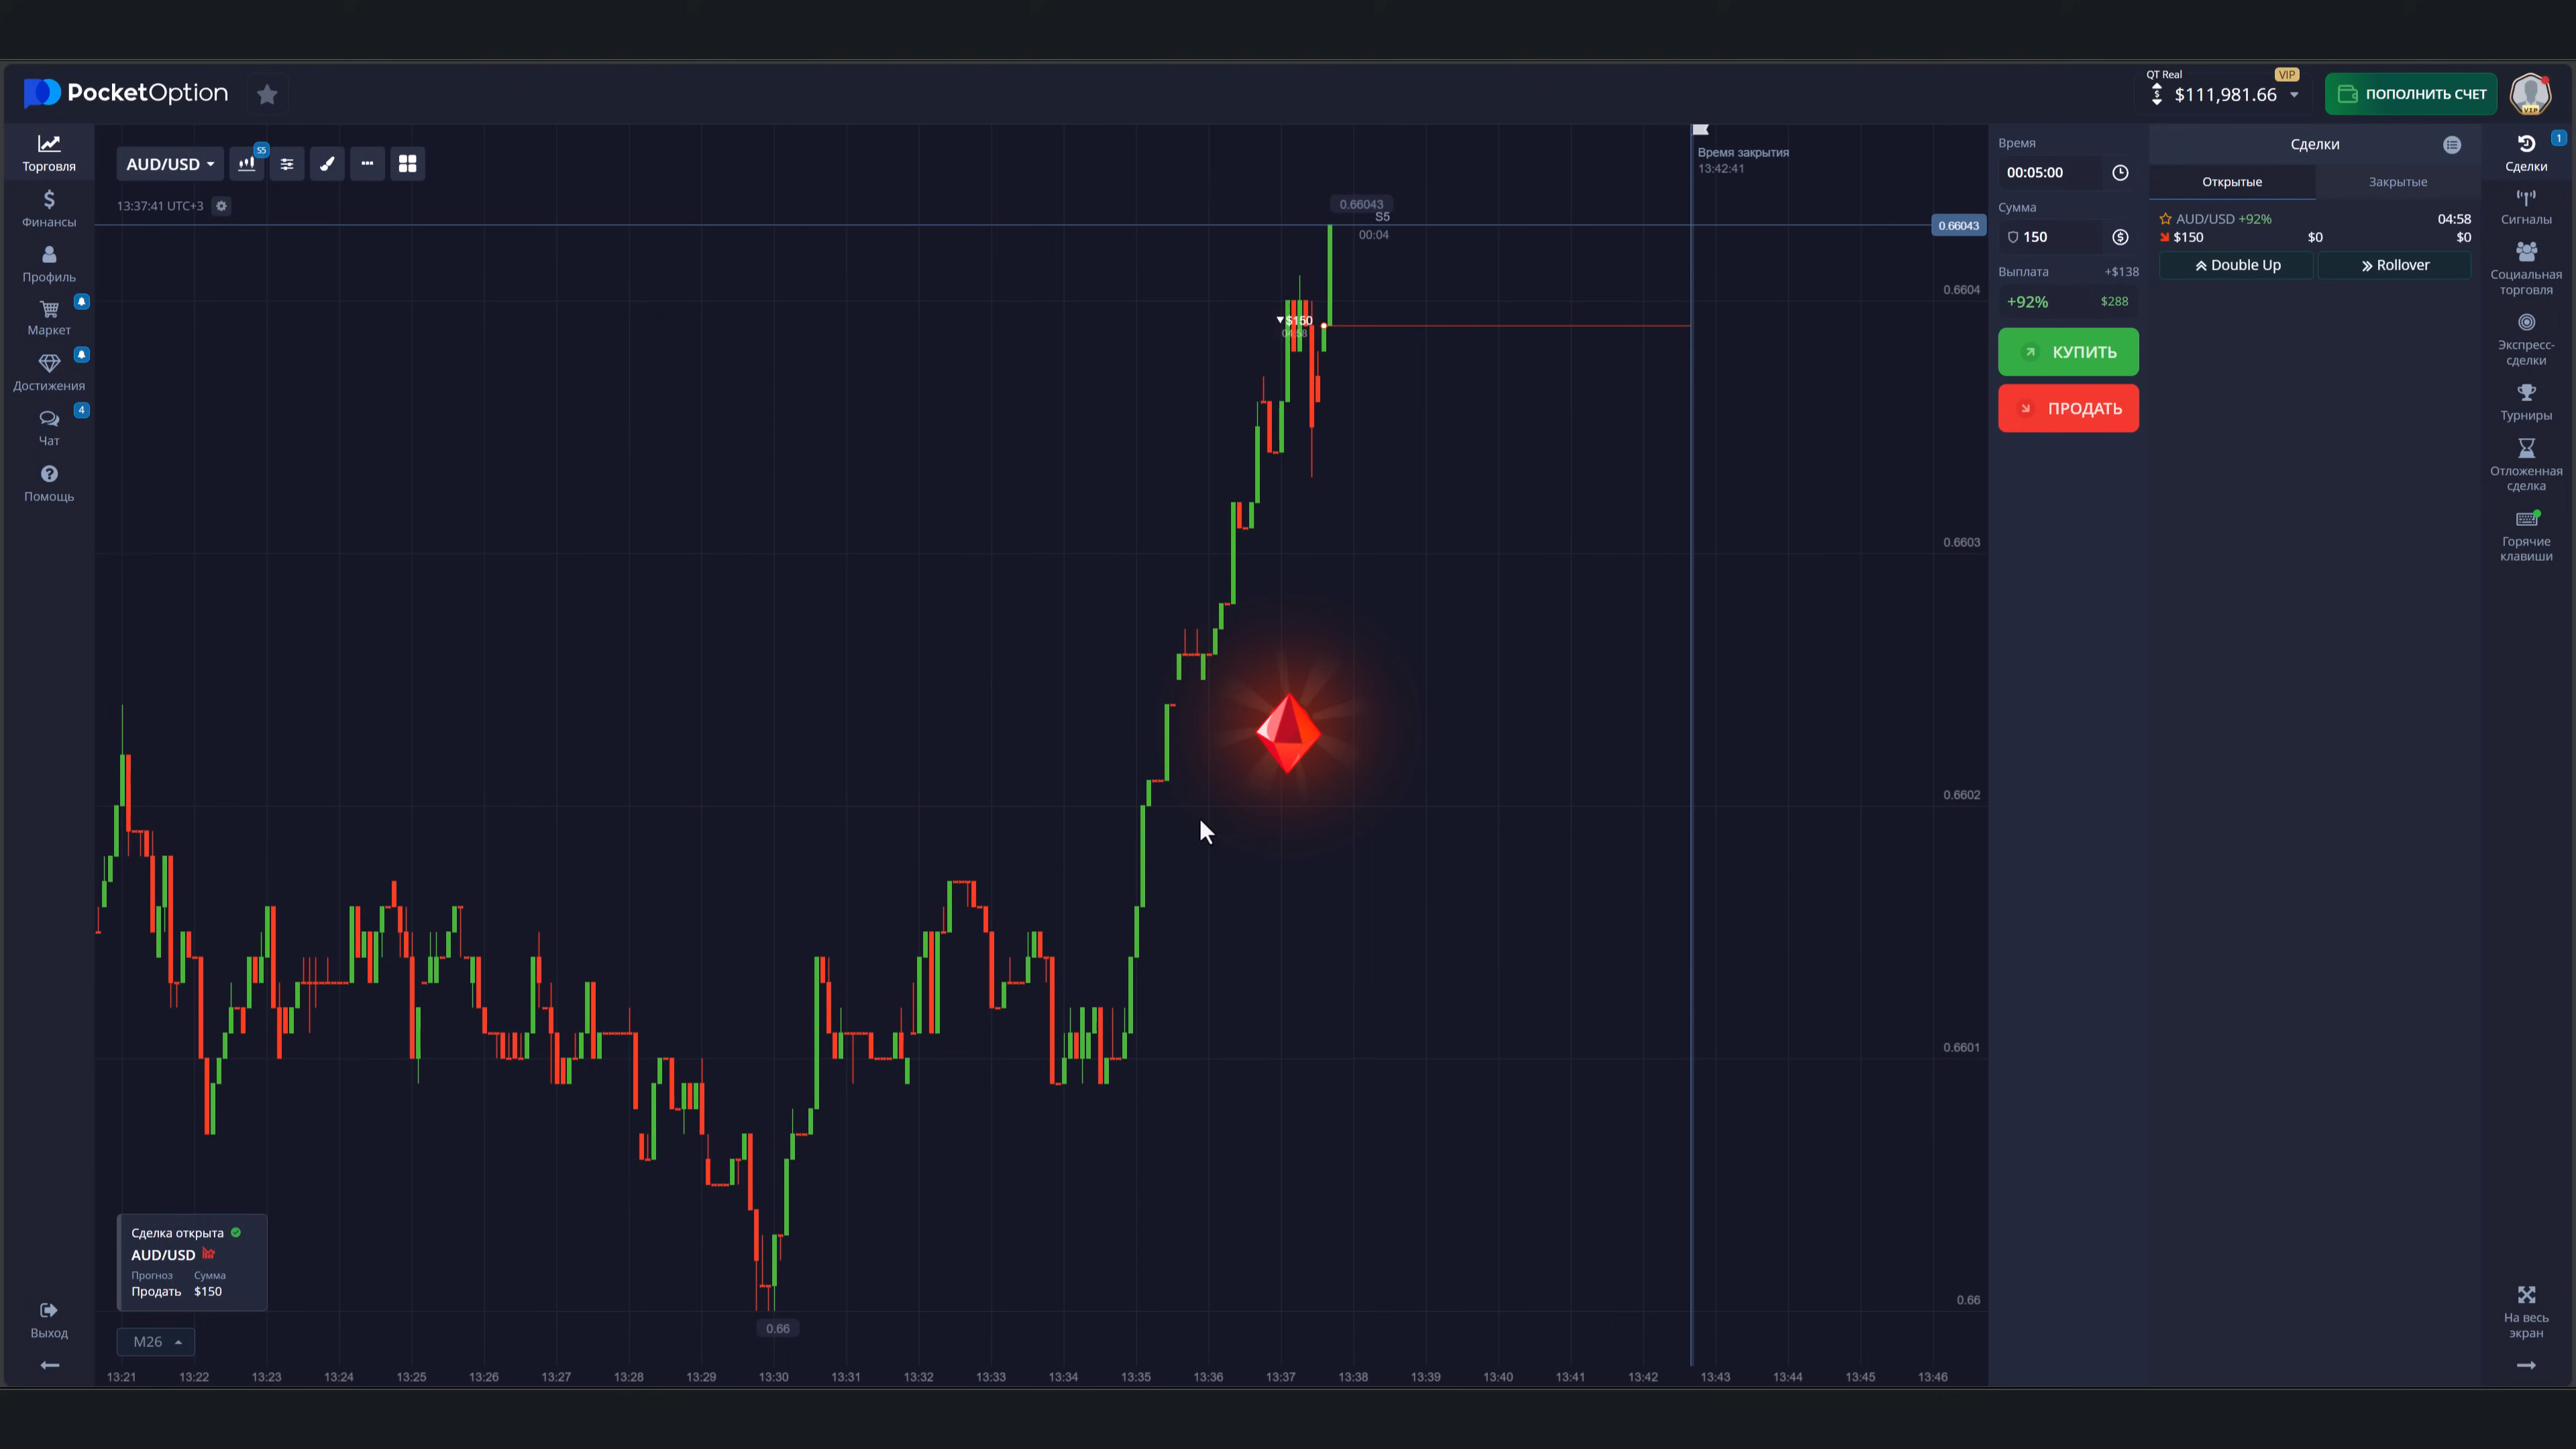 PocketOption
QT Real
VIP
$111,981.66
ПОПОЛНИТЬ СЧЕТ
VIP
Торговля
Финансы
Профиль
Маркет
Достижения
4
Чат
Помощь
Выход
AUD/USD
S5
13:37:41 UTC+3
Время закрытия
13:42:41
0.66043
S5
00:04
0.66043
0.6604
0.6603
0.6602
0.6601
0.66
$150
0.66
Сделка открыта
AUD/USD
Прогноз Сумма
Продать $150
M26
13:21 13:22 13:23 13:24 13:25 13:26 13:27 13:28 13:29 13:30 13:31 13:32 13:33 13:34 13:35 13:36 13:37 13:38 13:39 13:40 13:41 13:42 13:43 13:44 13:45 13:46
Время
00:05:00
Сумма
150
Выплата +$138
+92% $288
КУПИТЬ
ПРОДАТЬ
Сделки
Открытые Закрытые
AUD/USD +92% 04:58
$150 $0 $0
Double Up Rollover
1
Сделки
Сигналы
Социальная
торговля
Экспресс-
сделки
Турниры
Отложенная
сделка
Горячие
клавиши
На весь
экран